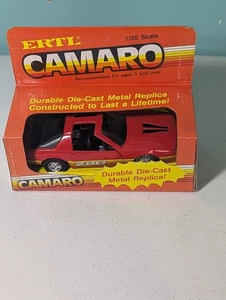 ERTL
1/25 Scale
CAMARO
Recommended for ages 3 and over
Durable Die-Cast Metal Replica
Constructed to Last a Lifetime!
CAMARO
Durable Die-Cast
Metal Replica!